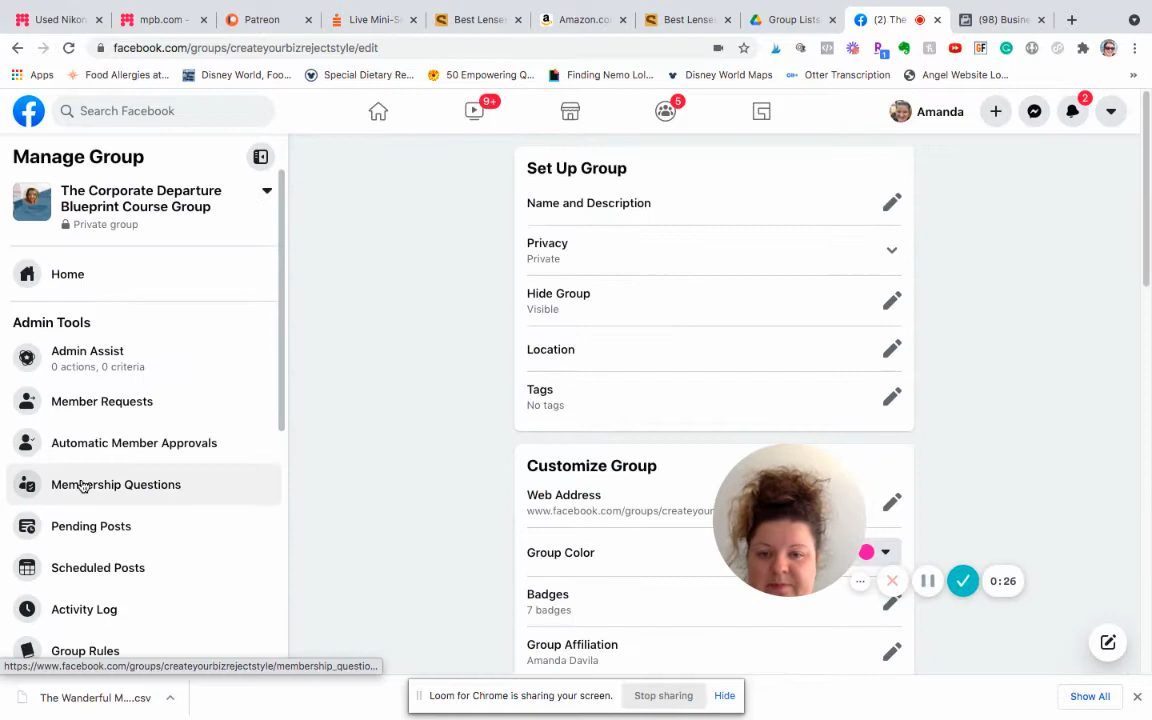 Used Nikon
mpb.com -
Patreon
Live Mini-S
Best Lense
Amazon.co
Best Lense
Group Lists
(2) The
(98) Busine
facebook.com/groups/createyourbizrejectstyle/edit
Apps
Food Allergies at...
Disney World, Foo...
Special Dietary Re...
50 Empowering Q...
Finding Nemo Lol...
Disney World Maps
Otter Transcription
Angel Website Lo...
»
Search Facebook
9+
5
Amanda
2
Manage Group
The Corporate Departure
Blueprint Course Group
Private group
Home
Admin Tools
Admin Assist
0 actions, 0 criteria
Member Requests
Automatic Member Approvals
Membership Questions
Pending Posts
Scheduled Posts
Activity Log
Group Rules
https://www.facebook.com/groups/createyourbizrejectstyle/membership_questio...
Set Up Group
Name and Description
Privacy
Private
Hide Group
Visible
Location
Tags
No tags
Customize Group
Web Address
www.facebook.com/groups/createyour
Group Color
Badges
7 badges
Group Affiliation
Amanda Davila
0:26
The Wanderful M....csv
Loom for Chrome is sharing your screen.
Stop sharing
Hide
Show All